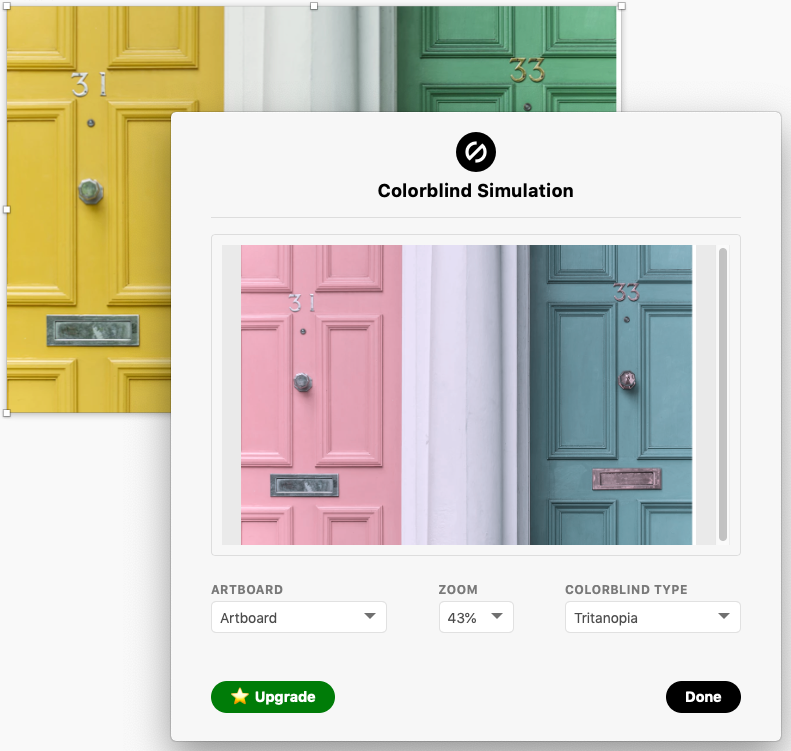 31
33
Colorblind Simulation
31
33
ARTBOARD
ZOOM
COLORBLIND TYPE
Artboard
43%
Tritanopia
Upgrade
Done